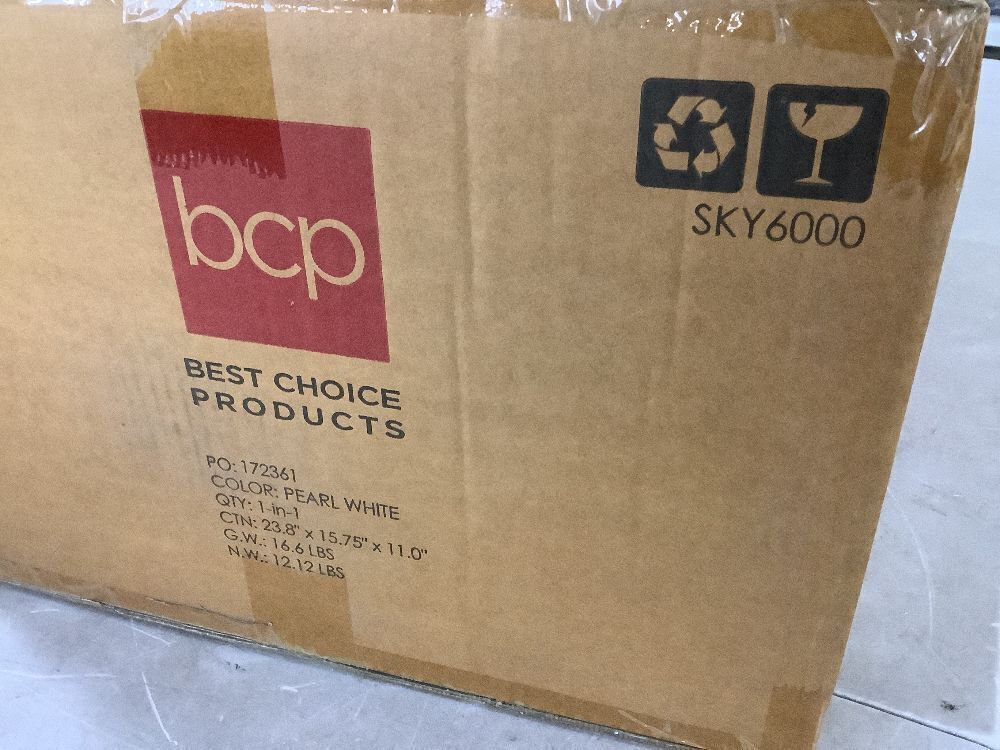 bcp
BEST CHOICE
PRODUCTS
SKY6000
PO: 172361
COLOR: PEARL WHITE
QTY: 1-in-1
CTN: 23.8" x 15.75" x 11.0"
G.W.: 16.6 LBS
N.W.: 12.12 LBS